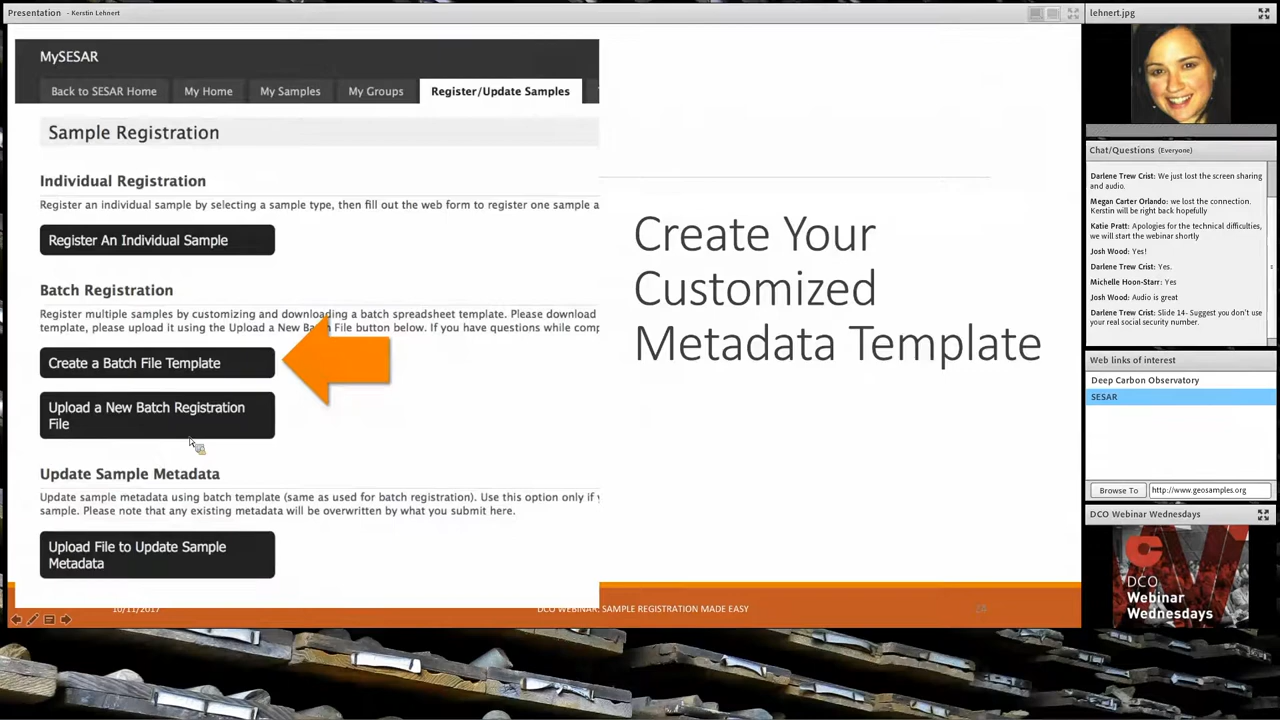 Presentation - Kerstin Lehnert
MySESAR
Back to SESAR Home
My Home
My Samples
My Groups
Register/Update Samples
Sample Registration
Individual Registration
Register an individual sample by selecting a sample type, then fill out the web form to register one sample a
Register An Individual Sample
Batch Registration
Register multiple samples by customizing and downloading a batch spreadsheet template. Please download
template, please upload it using the Upload a New Batch File button below. If you have questions while comp
Create a Batch File Template
Upload a New Batch Registration
File
Update Sample Metadata
Update sample metadata using batch template (same as used for batch registration). Use this option only if
sample. Please note that any existing metadata will be overwritten by what you submit here.
Upload File to Update Sample
Metadata
Create Your
Customized
Metadata Template
10/11/2017
DCO WEBINAR: SAMPLE REGISTRATION MADE EASY
24
lehnert.jpg
Chat/Questions (Everyone)
Darlene Trew Crist: We just lost the screen sharing
and audio.
Megan Carter Orlando: we lost the connection.
Kerstin will be right back hopefully
Katie Pratt: Apologies for the technical difficulties,
we will start the webinar shortly
Josh Wood: Yes!
Darlene Trew Crist: Yes.
Michelle Hoon-Starr: Yes
Josh Wood: Audio is great
Darlene Trew Crist: Slide 14- Suggest you don't use
your real social security number.
Web links of interest
Deep Carbon Observatory
SESAR
Browse To
http://www.geosamples.org
DCO Webinar Wednesdays
DCO
Webinar
Wednesdays